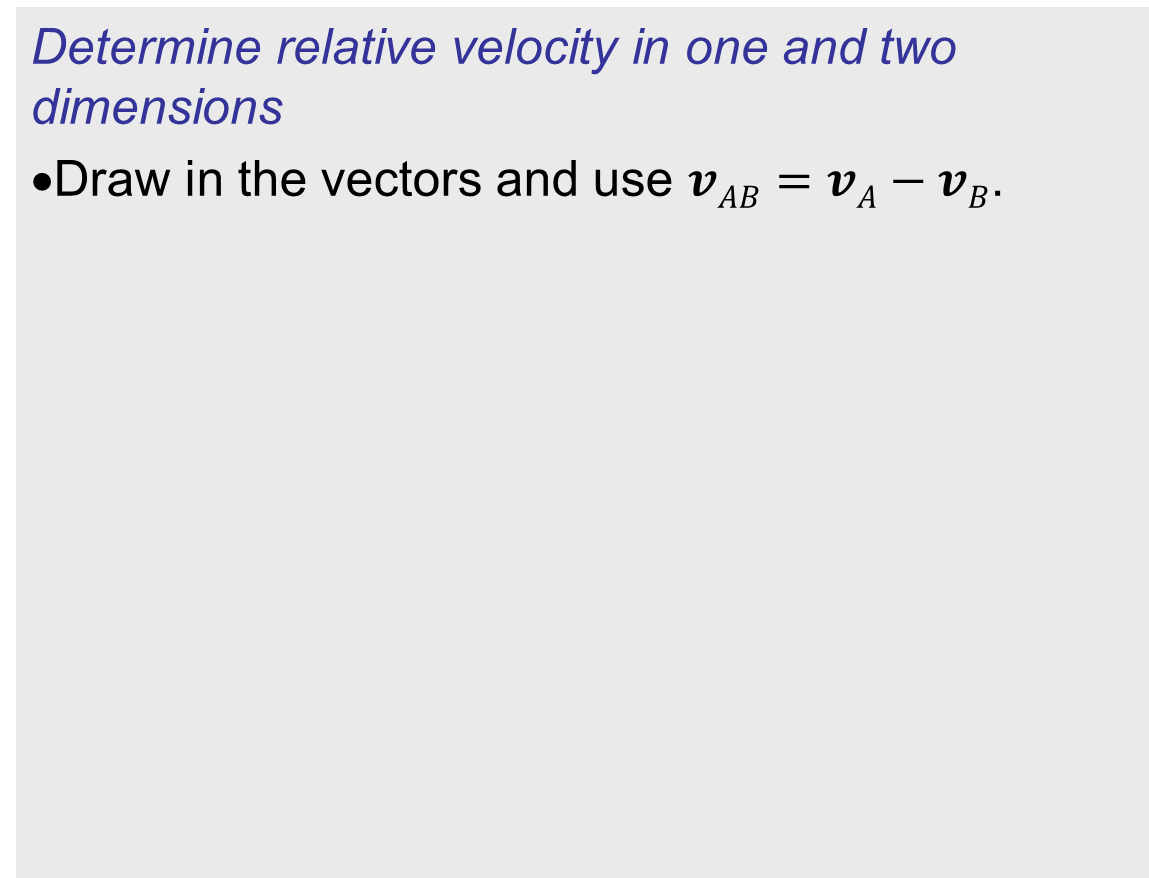 Determine relative velocity in one and two
dimensions
•Draw in the vectors and use 𝒗_AB = 𝒗_A − 𝒗_B.